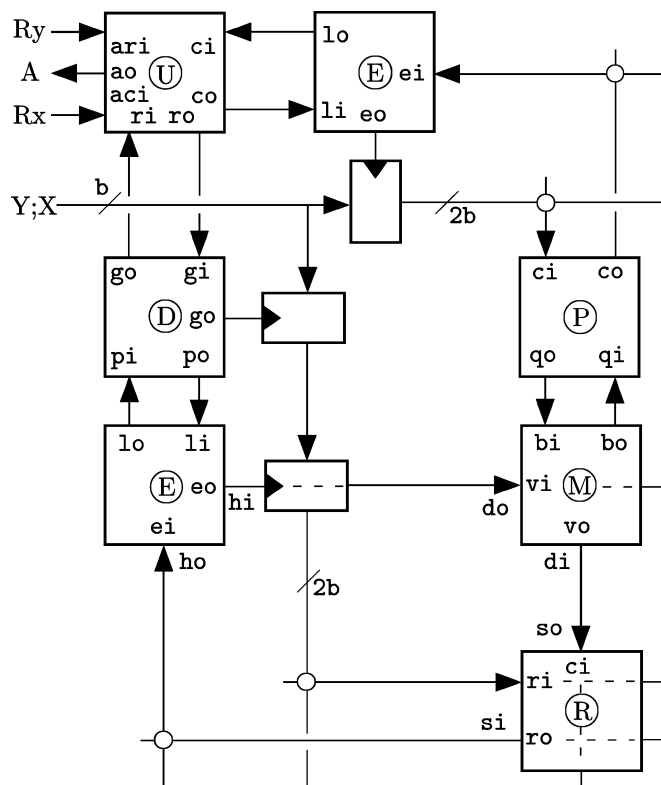 Ry
ari ci
lo
A
ao U
E ei
aci co
Rx
ri ro
li eo
b
Y;X
2b
go gi
ci co
D go
P
pi po
qo qi
lo li
bi bo
E eo
hi
vi M
do
ei
vo
ho
di
2b
so
ci
ri
R
si
ro